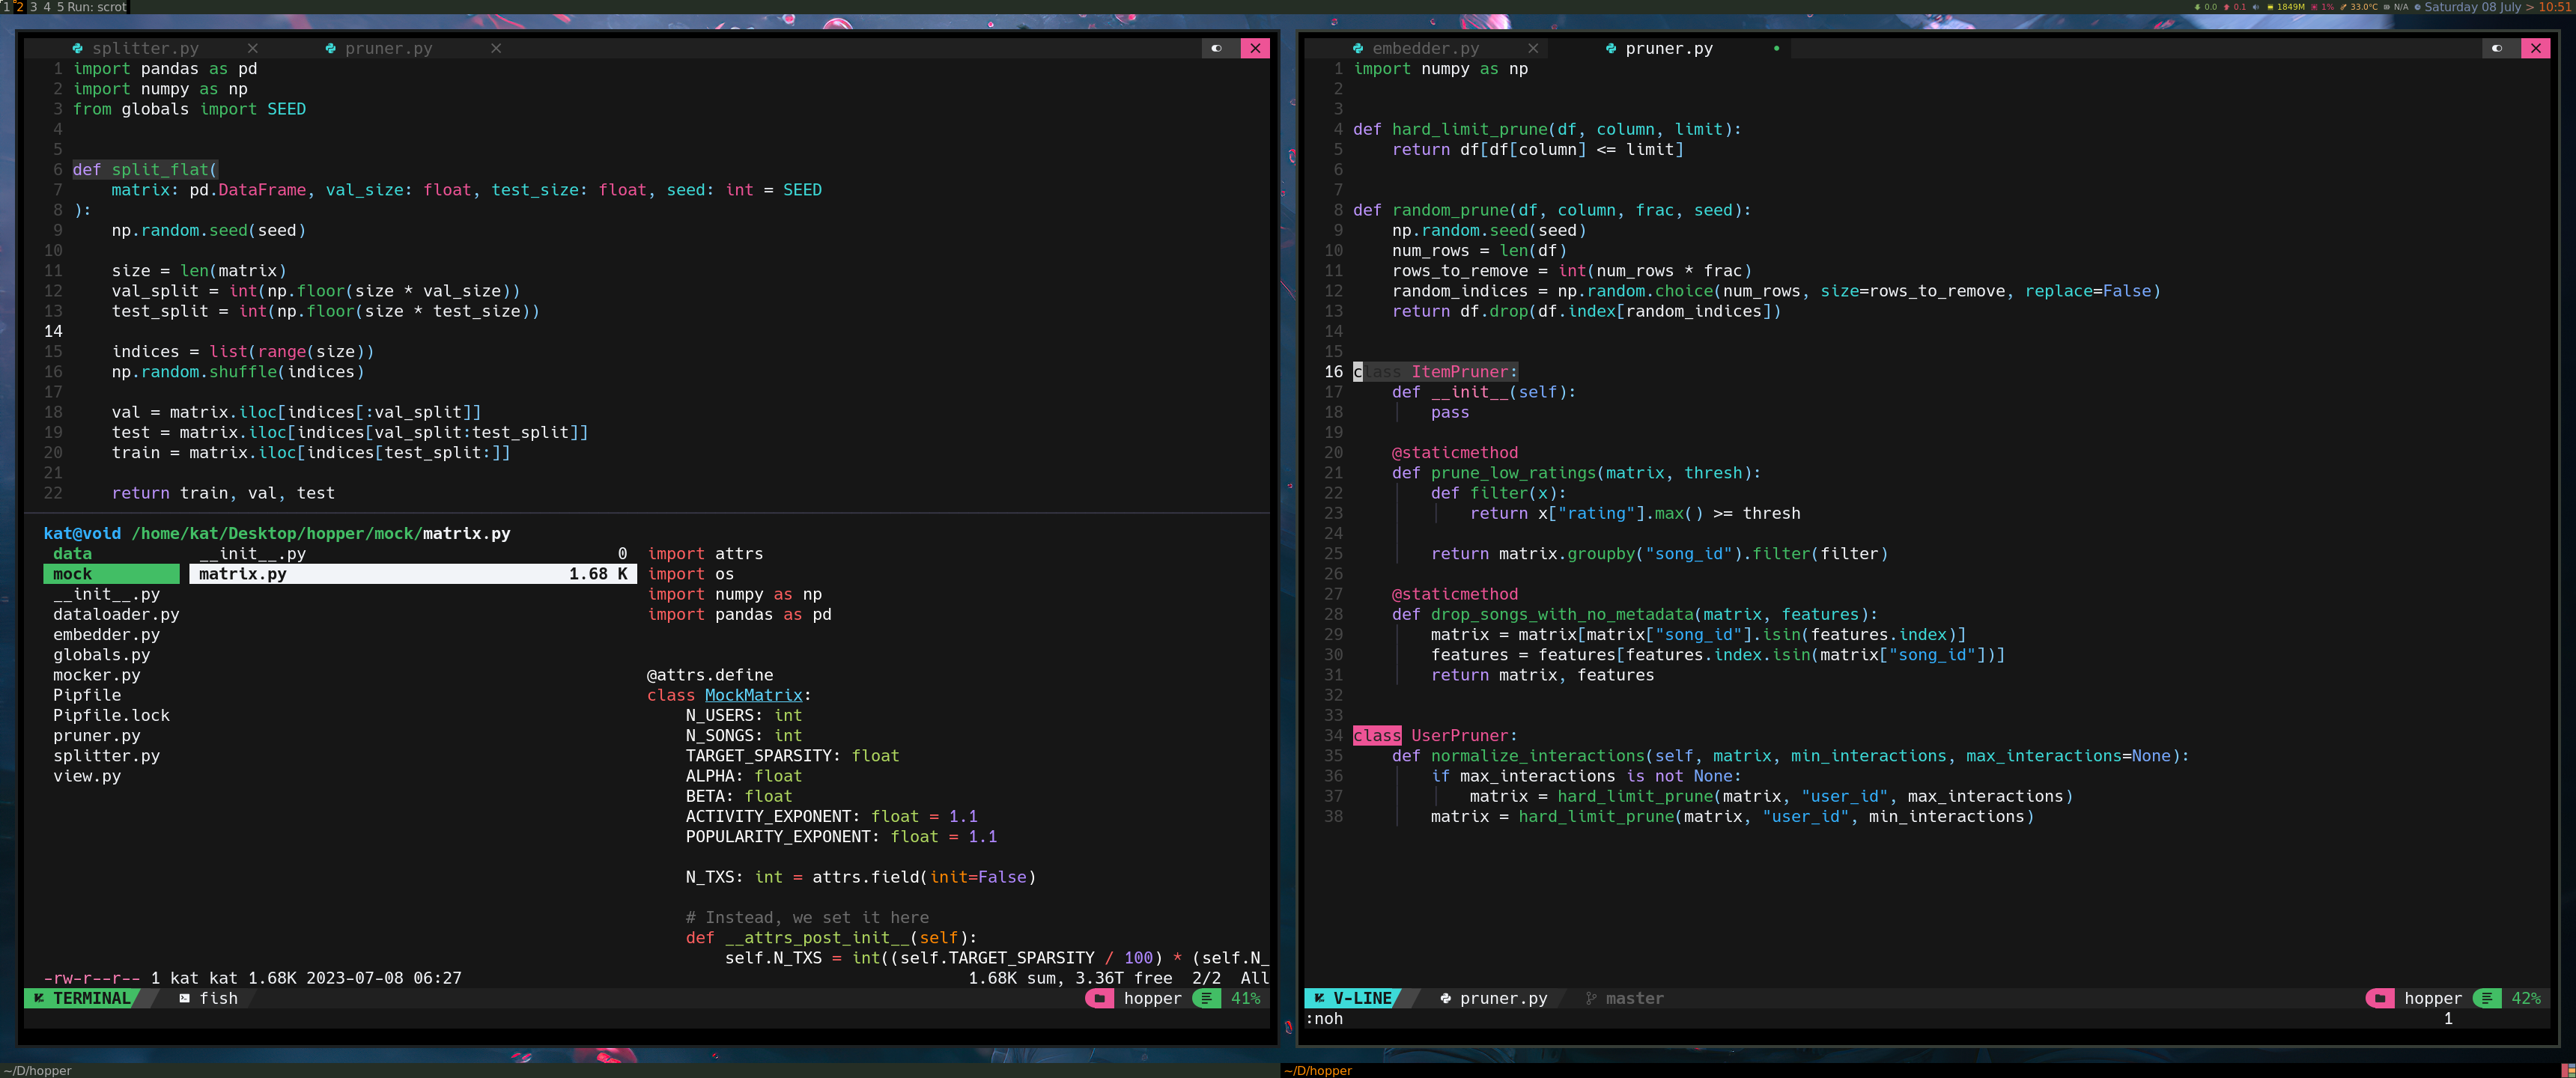 1 2 3 4 5 Run: scrot
0.0 0.1 1849M 1% 33.0°C N/A Saturday 08 July > 10:51
splitter.py pruner.py
1 import pandas as pd
2 import numpy as np
3 from globals import SEED
4
5
6 def split_flat(
7     matrix: pd.DataFrame, val_size: float, test_size: float, seed: int = SEED
8 ):
9     np.random.seed(seed)
10
11     size = len(matrix)
12     val_split = int(np.floor(size * val_size))
13     test_split = int(np.floor(size * test_size))
14
15     indices = list(range(size))
16     np.random.shuffle(indices)
17
18     val = matrix.iloc[indices[:val_split]]
19     test = matrix.iloc[indices[val_split:test_split]]
20     train = matrix.iloc[indices[test_split:]]
21
22     return train, val, test
kat@void /home/kat/Desktop/hopper/mock/matrix.py
data
mock
__init__.py
dataloader.py
embedder.py
globals.py
mocker.py
Pipfile
Pipfile.lock
pruner.py
splitter.py
view.py
__init__.py 0
matrix.py 1.68 K
import attrs
import os
import numpy as np
import pandas as pd
@attrs.define
class MockMatrix:
    N_USERS: int
    N_SONGS: int
    TARGET_SPARSITY: float
    ALPHA: float
    BETA: float
    ACTIVITY_EXPONENT: float = 1.1
    POPULARITY_EXPONENT: float = 1.1
    N_TXS: int = attrs.field(init=False)
    # Instead, we set it here
    def __attrs_post_init__(self):
        self.N_TXS = int((self.TARGET_SPARSITY / 100) * (self.N_
-rw-r--r-- 1 kat kat 1.68K 2023-07-08 06:27 1.68K sum, 3.36T free 2/2 All
TERMINAL fish hopper 41%
~/D/hopper
embedder.py pruner.py
1 import numpy as np
2
3
4 def hard_limit_prune(df, column, limit):
5     return df[df[column] <= limit]
6
7
8 def random_prune(df, column, frac, seed):
9     np.random.seed(seed)
10     num_rows = len(df)
11     rows_to_remove = int(num_rows * frac)
12     random_indices = np.random.choice(num_rows, size=rows_to_remove, replace=False)
13     return df.drop(df.index[random_indices])
14
15
16 class ItemPruner:
17     def __init__(self):
18         pass
19
20     @staticmethod
21     def prune_low_ratings(matrix, thresh):
22         def filter(x):
23             return x["rating"].max() >= thresh
24
25         return matrix.groupby("song_id").filter(filter)
26
27     @staticmethod
28     def drop_songs_with_no_metadata(matrix, features):
29         matrix = matrix[matrix["song_id"].isin(features.index)]
30         features = features[features.index.isin(matrix["song_id"])]
31         return matrix, features
32
33
34 class UserPruner:
35     def normalize_interactions(self, matrix, min_interactions, max_interactions=None):
36         if max_interactions is not None:
37             matrix = hard_limit_prune(matrix, "user_id", max_interactions)
38         matrix = hard_limit_prune(matrix, "user_id", min_interactions)
V-LINE pruner.py master hopper 42%
:noh 1
~/D/hopper